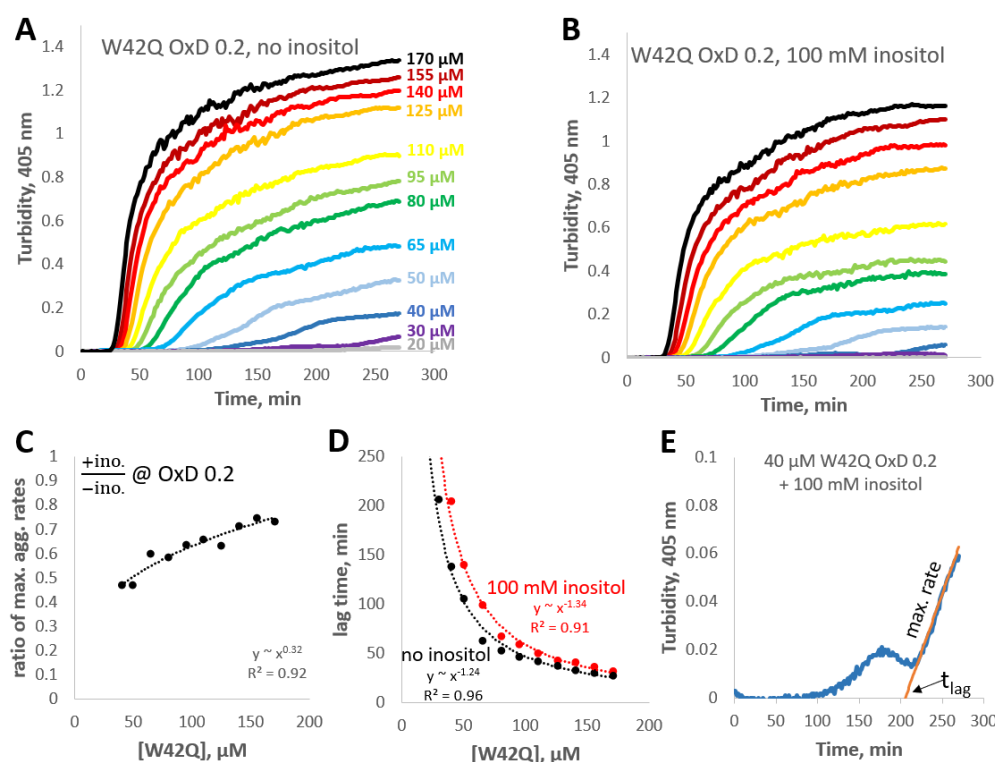 A
W42Q OxD 0.2, no inositol
Turbidity, 405 nm
1.4
1.2
1
0.8
0.6
0.4
0.2
0
0
50
100
150
200
250
300
Time, min
170 µM
155 µM
140 µM
125 µM
110 µM
95 µM
80 µM
65 µM
50 µM
40 µM
30 µM
20 µM
B
W42Q OxD 0.2, 100 mM inositol
Turbidity, 405 nm
1.4
1.2
1
0.8
0.6
0.4
0.2
0
0
50
100
150
200
250
300
Time, min
C
+ino.
−ino.
@ OxD 0.2
ratio of max. agg. rates
1
0.9
0.8
0.7
0.6
0.5
0.4
0.3
0.2
0.1
0
y ~ x^0.32
R² = 0.92
0
50
100
150
200
[W42Q], µM
D
lag time, min
250
200
150
100
50
0
100 mM inositol
y ~ x^-1.34
R² = 0.91
no inositol
y ~ x^-1.24
R² = 0.96
0
50
100
150
200
[W42Q], µM
E
40 µM W42Q OxD 0.2
+ 100 mM inositol
Turbidity, 405 nm
0.1
0.08
0.06
0.04
0.02
0
max. rate
t_lag
0
50
100
150
200
250
300
Time, min